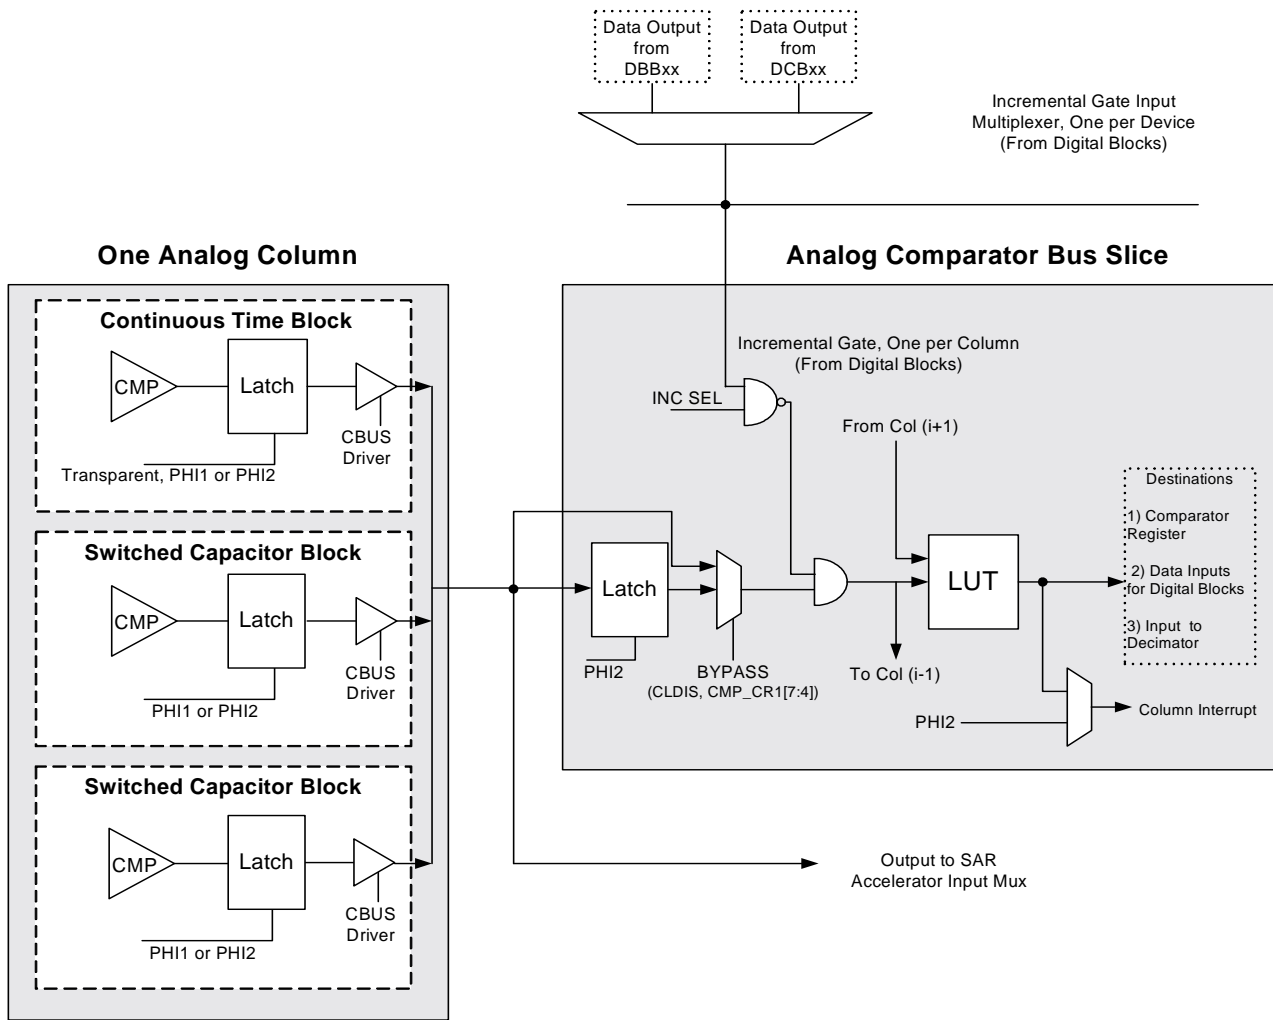 Data Output
from
DBBxx
Data Output
from
DCBxx
Incremental Gate Input
Multiplexer, One per Device
(From Digital Blocks)
One Analog Column
Analog Comparator Bus Slice
Continuous Time Block
CMP
Latch
CBUS
Driver
Transparent, PHI1 or PHI2
Switched Capacitor Block
CMP
Latch
CBUS
Driver
PHI1 or PHI2
Switched Capacitor Block
CMP
Latch
CBUS
Driver
PHI1 or PHI2
Incremental Gate, One per Column
(From Digital Blocks)
INC SEL
From Col (i+1)
Latch
PHI2
BYPASS
(CLDIS, CMP_CR1[7:4])
To Col (i-1)
LUT
Destinations
1) Comparator
Register
2) Data Inputs
for Digital Blocks
3) Input to
Decimator
PHI2
Column Interrupt
Output to SAR
Accelerator Input Mux